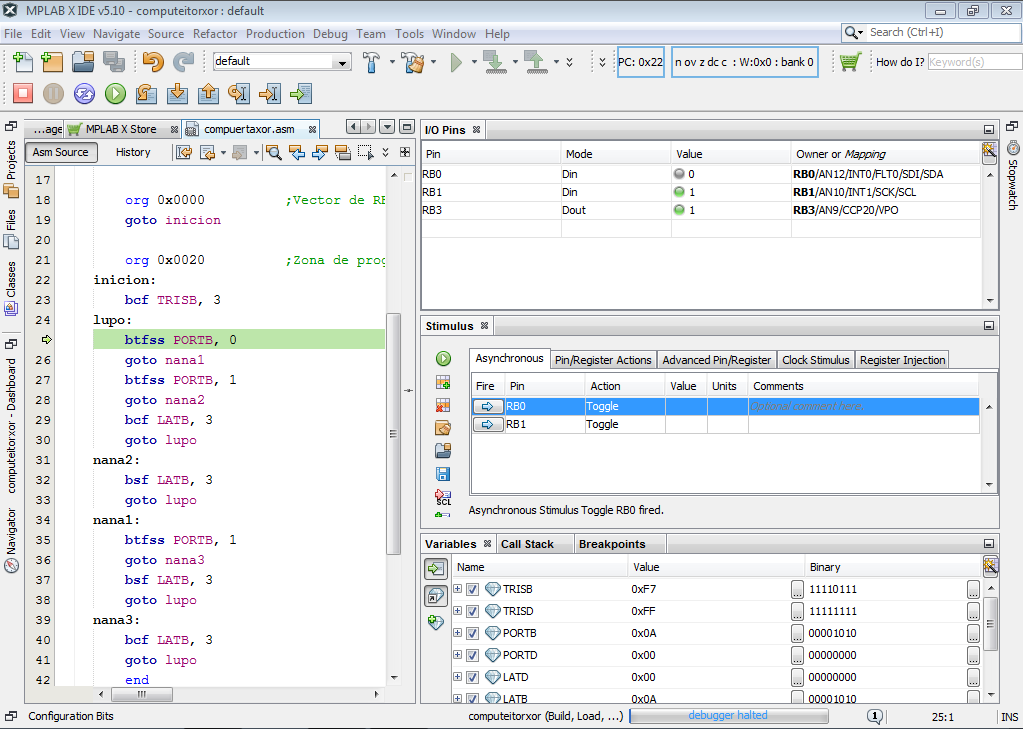 MPLAB X IDE v5.10 - computeitorxor : default
File Edit View Navigate Source Refactor Production Debug Team Tools Window Help
Search (Ctrl+I)
default
PC: 0x22
n ov z dc c : W:0x0 : bank 0
How do I? Keyword(s)
...age MPLAB X Store compuertaxor.asm
Asm Source History
Projects
Files
Classes
computeitorxor - Dashboard
Navigator
17
18 org 0x0000 ;Vector de RE
19 goto inicion
20
21 org 0x0020 ;Zona de prog
22 inicion:
23 bcf TRISB, 3
24 lupo:
btfss PORTB, 0
26 goto nana1
27 btfss PORTB, 1
28 goto nana2
29 bcf LATB, 3
30 goto lupo
31 nana2:
32 bsf LATB, 3
33 goto lupo
34 nana1:
35 btfss PORTB, 1
36 goto nana3
37 bsf LATB, 3
38 goto lupo
39 nana3:
40 bcf LATB, 3
41 goto lupo
42 end
I/O Pins
Pin Mode Value Owner or Mapping
RB0 Din 0 RB0/AN12/INT0/FLT0/SDI/SDA
RB1 Din 1 RB1/AN10/INT1/SCK/SCL
RB3 Dout 1 RB3/AN9/CCP20/VPO
Stopwatch
Stimulus
Asynchronous Pin/Register Actions Advanced Pin/Register Clock Stimulus Register Injection
Fire Pin Action Value Units Comments
RB0 Toggle Optional comment here.
RB1 Toggle
SCL
Asynchronous Stimulus Toggle RB0 fired.
Variables Call Stack Breakpoints
Name Value Binary
TRISB 0xF7 ... 11110111 ...
TRISD 0xFF ... 11111111 ...
PORTB 0x0A ... 00001010 ...
PORTD 0x00 ... 00000000 ...
LATD 0x00 ... 00000000 ...
LATB 0x0A ... 00001010 ...
Configuration Bits
computeitorxor (Build, Load, ...)
debugger halted
1
25:1
INS